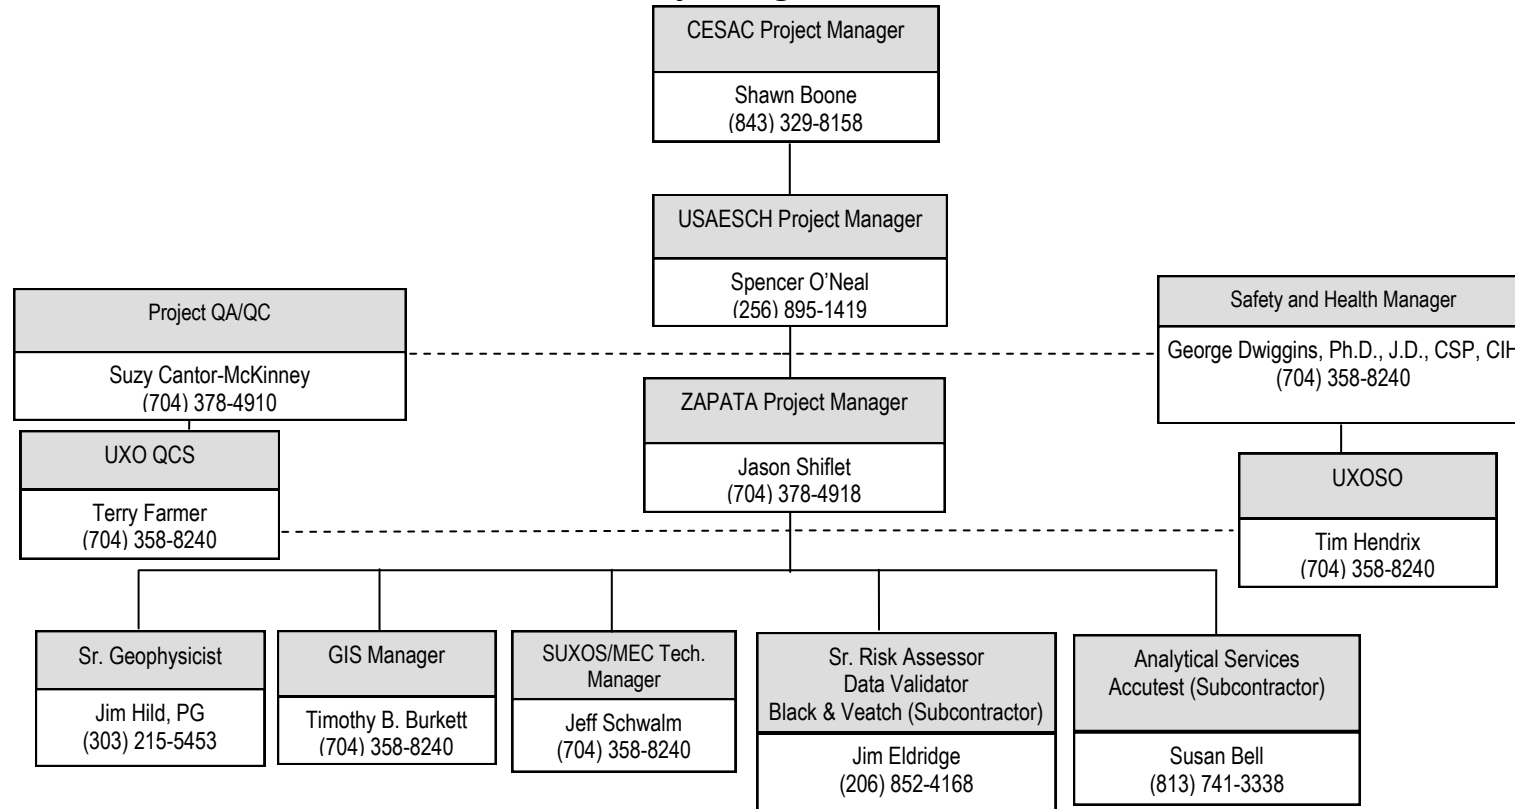 CESAC Project Manager
Shawn Boone
(843) 329-8158
USAESCH Project Manager
Spencer O’Neal
(256) 895-1419
Project QA/QC
Suzy Cantor-McKinney
(704) 378-4910
Safety and Health Manager
George Dwiggins, Ph.D., J.D., CSP, CIH
(704) 358-8240
ZAPATA Project Manager
Jason Shiflet
(704) 378-4918
UXO QCS
Terry Farmer
(704) 358-8240
UXOSO
Tim Hendrix
(704) 358-8240
Sr. Geophysicist
Jim Hild, PG
(303) 215-5453
GIS Manager
Timothy B. Burkett
(704) 358-8240
SUXOS/MEC Tech.
Manager
Jeff Schwalm
(704) 358-8240
Sr. Risk Assessor
Data Validator
Black & Veatch (Subcontractor)
Jim Eldridge
(206) 852-4168
Analytical Services
Accutest (Subcontractor)
Susan Bell
(813) 741-3338